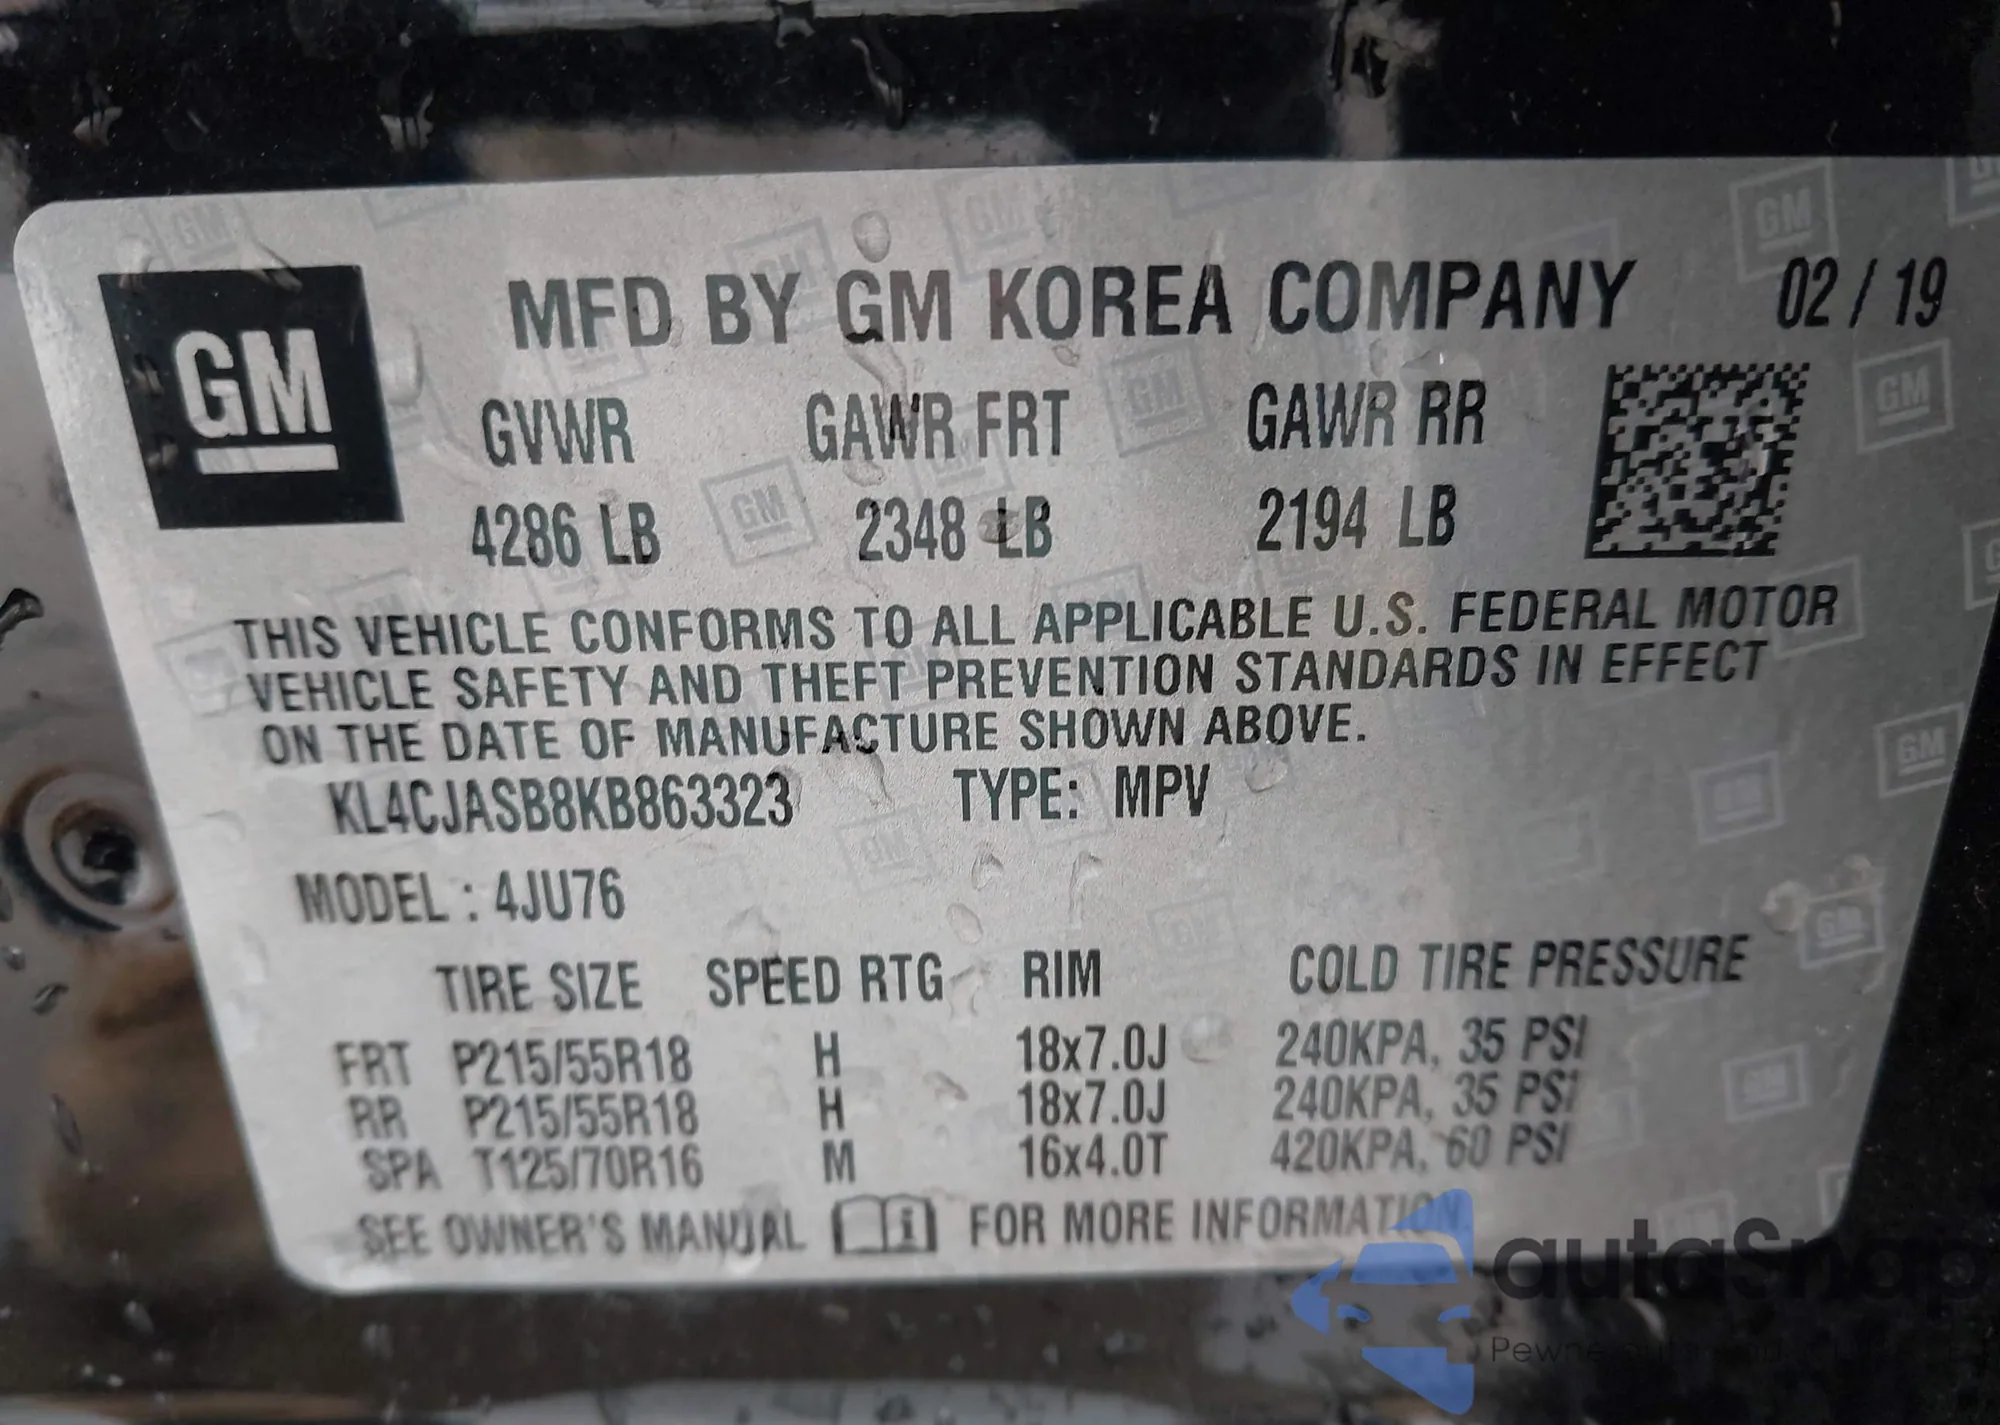 GM
MFD BY GM KOREA COMPANY 02 / 19
GVWR GAWR FRT GAWR RR
4286 LB 2348 LB 2194 LB
THIS VEHICLE CONFORMS TO ALL APPLICABLE U.S. FEDERAL MOTOR
VEHICLE SAFETY AND THEFT PREVENTION STANDARDS IN EFFECT
ON THE DATE OF MANUFACTURE SHOWN ABOVE.
KL4CJASB8KB863323 TYPE: MPV
MODEL : 4JU76
TIRE SIZE SPEED RTG RIM COLD TIRE PRESSURE
FRT P215/55R18 H 18x7.0J 240KPA, 35 PSI
RR P215/55R18 H 18x7.0J 240KPA, 35 PSI
SPA T125/70R16 M 16x4.0T 420KPA, 60 PSI
SEE OWNER'S MANUAL i FOR MORE INFORMATION
autaSnap
Pewne